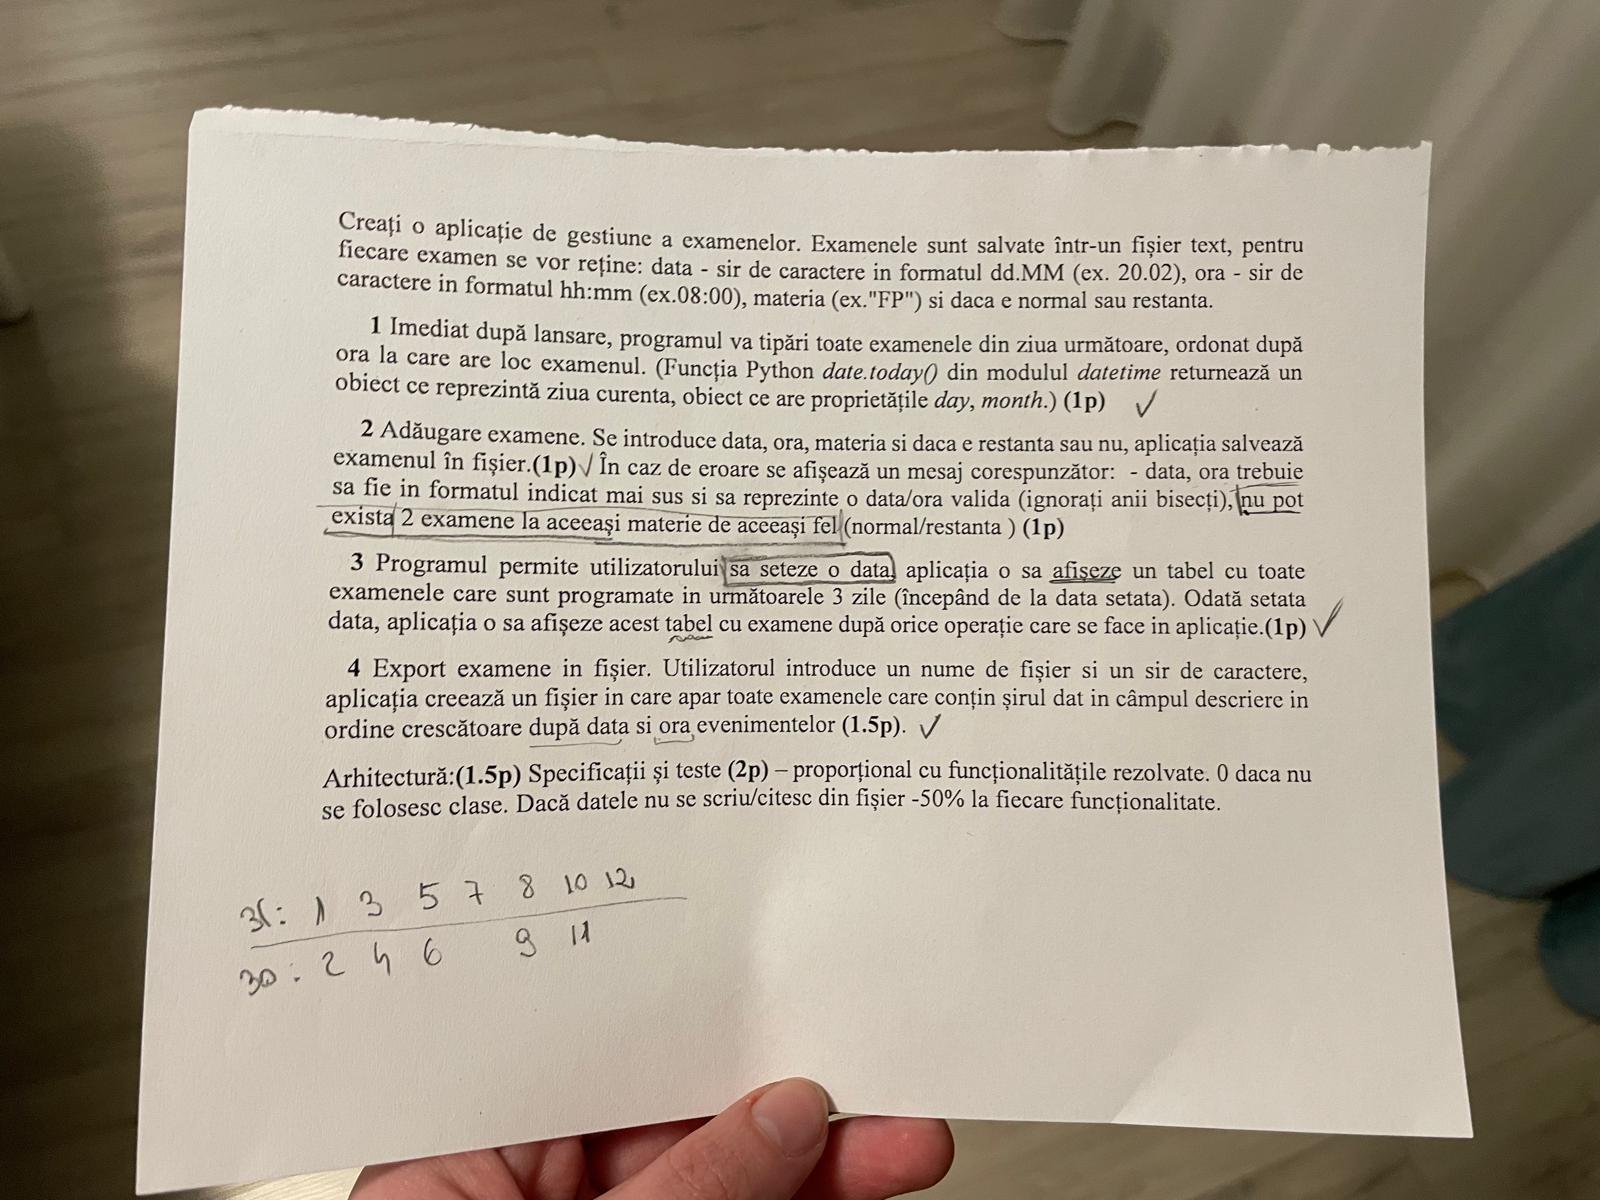 Creați o aplicație de gestiune a examenelor. Examenele sunt salvate într-un fișier text, pentru
fiecare examen se vor reține: data - sir de caractere in formatul dd.MM (ex. 20.02), ora - sir de
caractere in formatul hh:mm (ex.08:00), materia (ex."FP") si daca e normal sau restanta.
1 Imediat după lansare, programul va tipări toate examenele din ziua următoare, ordonat după
ora la care are loc examenul. (Funcția Python date.today() din modulul datetime returnează un
obiect ce reprezintă ziua curenta, obiect ce are proprietățile day, month.) (1p) ✓
2 Adăugare examene. Se introduce data, ora, materia si daca e restanta sau nu, aplicația salvează
examenul în fișier.(1p) ✓ În caz de eroare se afișează un mesaj corespunzător: - data, ora trebuie
sa fie in formatul indicat mai sus si sa reprezinte o data/ora valida (ignorați anii bisecți), nu pot
exista 2 examene la aceeași materie de aceeași fel (normal/restanta ) (1p)
3 Programul permite utilizatorului sa seteze o data, aplicația o sa afișeze un tabel cu toate
examenele care sunt programate in următoarele 3 zile (începând de la data setata). Odată setata
data, aplicația o sa afișeze acest tabel cu examene după orice operație care se face in aplicație.(1p) ✓
4 Export examene in fișier. Utilizatorul introduce un nume de fișier si un sir de caractere,
aplicația creează un fișier in care apar toate examenele care conțin șirul dat in câmpul descriere in
ordine crescătoare după data si ora evenimentelor (1.5p). ✓
Arhitectură:(1.5p) Specificații și teste (2p) – proporțional cu funcționalitățile rezolvate. 0 daca nu
se folosesc clase. Dacă datele nu se scriu/citesc din fișier -50% la fiecare funcționalitate.
31: 1 3 5 7 8 10 12
30: 2 4 6 9 11